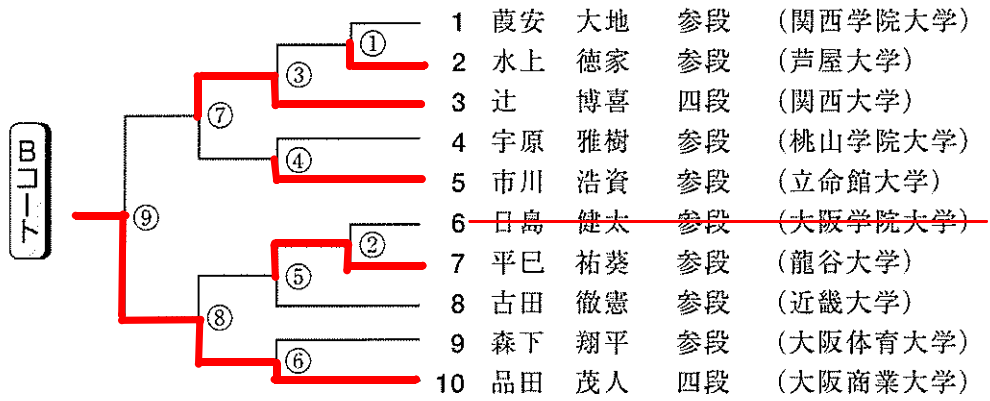 Bコート
1 葭安 大地 参段 (関西学院大学)
2 水上 徳家 参段 (芦屋大学)
3 辻 博喜 四段 (関西大学)
4 宇原 雅樹 参段 (桃山学院大学)
5 市川 浩資 参段 (立命館大学)
6 日島 健太 参段 (大阪学院大学)
7 平巳 祐葵 参段 (龍谷大学)
8 古田 徹憲 参段 (近畿大学)
9 森下 翔平 参段 (大阪体育大学)
10 品田 茂人 四段 (大阪商業大学)
①
②
③
④
⑤
⑥
⑦
⑧
⑨